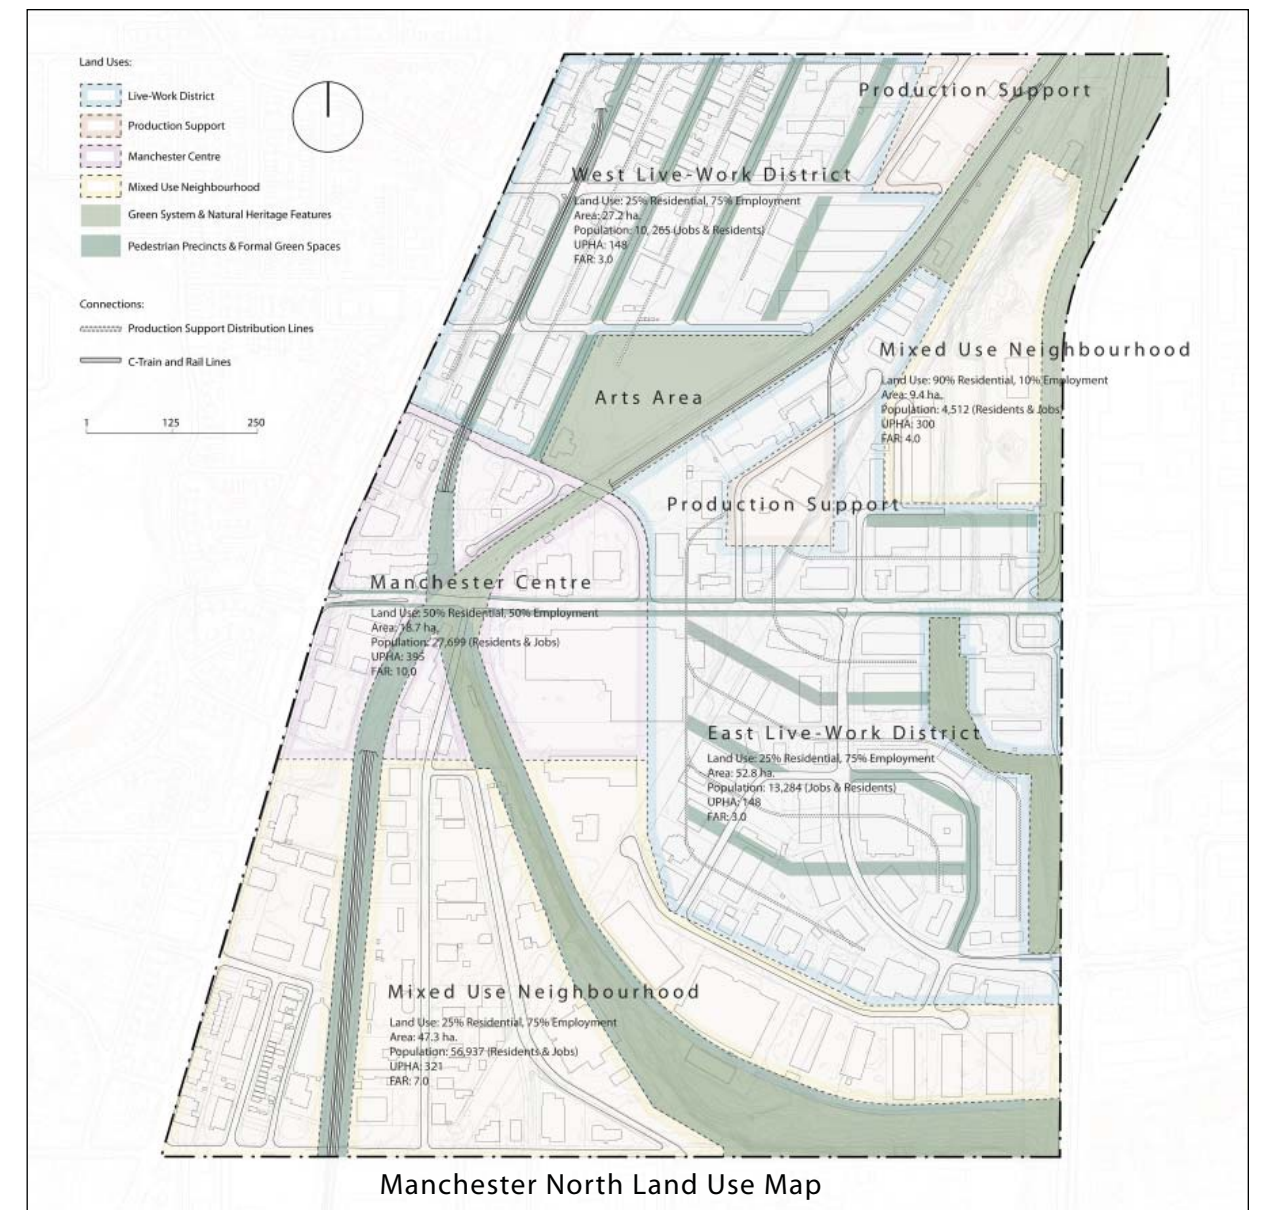 Land Uses:
Live-Work District
Production Support
Manchester Centre
Mixed Use Neighbourhood
Green System & Natural Heritage Features
Pedestrian Precincts & Formal Green Spaces
Connections:
Production Support Distribution Lines
C-Train and Rail Lines
1 125 250
Production Support
West Live-Work District
Land Use: 25% Residential, 75% Employment
Area: 27.2 ha.
Population: 10, 265 (Jobs & Residents)
UPHA: 148
FAR: 3.0
Mixed Use Neighbourhood
Land Use: 90% Residential, 10% Employment
Area: 9.4 ha.
Population: 4,512 (Residents & Jobs)
UPHA: 300
FAR: 4.0
Arts Area
Production Support
Manchester Centre
Land Use: 50% Residential, 50% Employment
Area: 18.7 ha.
Population: 27,699 (Residents & Jobs)
UPHA: 395
FAR: 10.0
East Live-Work District
Land Use: 25% Residential, 75% Employment
Area: 52.8 ha.
Population: 13,284 (Jobs & Residents)
UPHA: 148
FAR: 3.0
Mixed Use Neighbourhood
Land Use: 25% Residential, 75% Employment
Area: 47.3 ha.
Population: 56,937 (Residents & Jobs)
UPHA: 321
FAR: 7.0
Manchester North Land Use Map